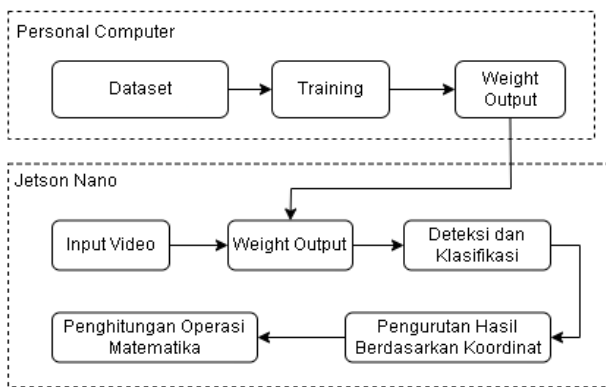 Personal Computer
Dataset
Training
Weight
Output
Jetson Nano
Input Video
Weight Output
Deteksi dan
Klasifikasi
Penghitungan Operasi
Matematika
Pengurutan Hasil
Berdasarkan Koordinat